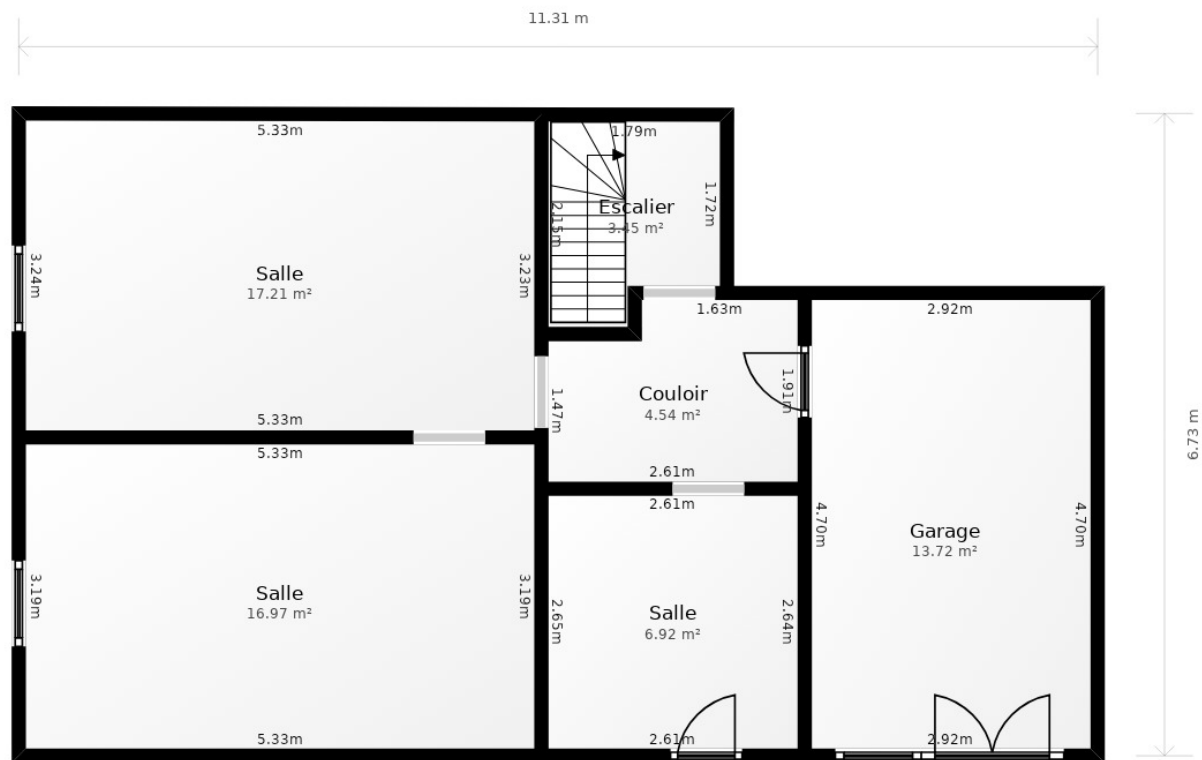 11.31 m
5.33m
1.79m
1.72m
2.15m
Escalier
3.45 m²
3.24m
Salle
17.21 m²
3.23m
1.63m
2.92m
6.73 m
1.47m
Couloir
4.54 m²
1.91m
5.33m
5.33m
2.61m
2.61m
4.70m
Garage
13.72 m²
4.70m
3.19m
Salle
16.97 m²
3.19m
2.65m
Salle
6.92 m²
2.64m
5.33m
2.61m
2.92m